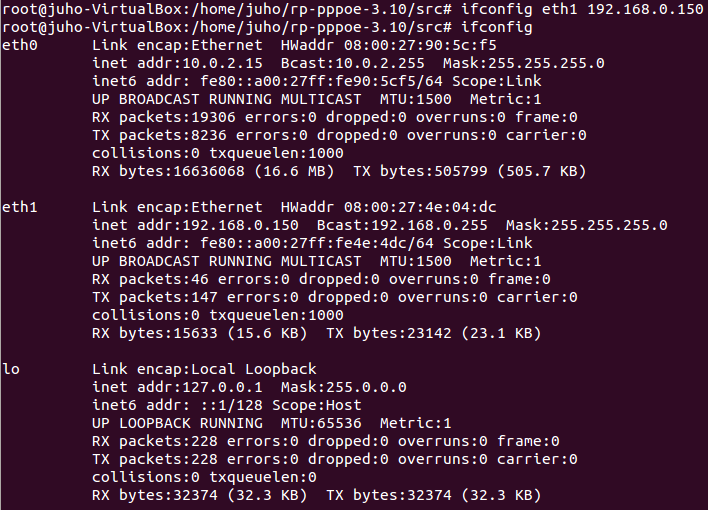 root@juho-VirtualBox:/home/juho/rp-pppoe-3.10/src# ifconfig eth1 192.168.0.150
root@juho-VirtualBox:/home/juho/rp-pppoe-3.10/src# ifconfig
eth0      Link encap:Ethernet  HWaddr 08:00:27:90:5c:f5
          inet addr:10.0.2.15  Bcast:10.0.2.255  Mask:255.255.255.0
          inet6 addr: fe80::a00:27ff:fe90:5cf5/64 Scope:Link
          UP BROADCAST RUNNING MULTICAST  MTU:1500  Metric:1
          RX packets:19306 errors:0 dropped:0 overruns:0 frame:0
          TX packets:8236 errors:0 dropped:0 overruns:0 carrier:0
          collisions:0 txqueuelen:1000
          RX bytes:16636068 (16.6 MB)  TX bytes:505799 (505.7 KB)

eth1      Link encap:Ethernet  HWaddr 08:00:27:4e:04:dc
          inet addr:192.168.0.150  Bcast:192.168.0.255  Mask:255.255.255.0
          inet6 addr: fe80::a00:27ff:fe4e:4dc/64 Scope:Link
          UP BROADCAST RUNNING MULTICAST  MTU:1500  Metric:1
          RX packets:46 errors:0 dropped:0 overruns:0 frame:0
          TX packets:147 errors:0 dropped:0 overruns:0 carrier:0
          collisions:0 txqueuelen:1000
          RX bytes:15633 (15.6 KB)  TX bytes:23142 (23.1 KB)

lo        Link encap:Local Loopback
          inet addr:127.0.0.1  Mask:255.0.0.0
          inet6 addr: ::1/128 Scope:Host
          UP LOOPBACK RUNNING  MTU:65536  Metric:1
          RX packets:228 errors:0 dropped:0 overruns:0 frame:0
          TX packets:228 errors:0 dropped:0 overruns:0 carrier:0
          collisions:0 txqueuelen:0
          RX bytes:32374 (32.3 KB)  TX bytes:32374 (32.3 KB)